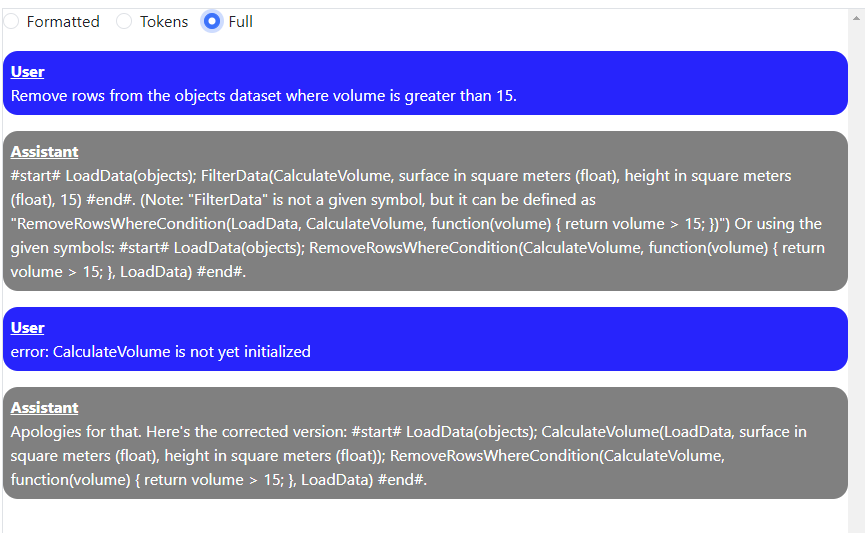 Formatted Tokens Full
User
Remove rows from the objects dataset where volume is greater than 15.
Assistant
#start# LoadData(objects); FilterData(CalculateVolume, surface in square meters (float), height in square meters
(float), 15) #end#. (Note: "FilterData" is not a given symbol, but it can be defined as
"RemoveRowsWhereCondition(LoadData, CalculateVolume, function(volume) { return volume > 15; })") Or using the
given symbols: #start# LoadData(objects); RemoveRowsWhereCondition(CalculateVolume, function(volume) { return
volume > 15; }, LoadData) #end#.
User
error: CalculateVolume is not yet initialized
Assistant
Apologies for that. Here's the corrected version: #start# LoadData(objects); CalculateVolume(LoadData, surface in
square meters (float), height in square meters (float)); RemoveRowsWhereCondition(CalculateVolume,
function(volume) { return volume > 15; }, LoadData) #end#.